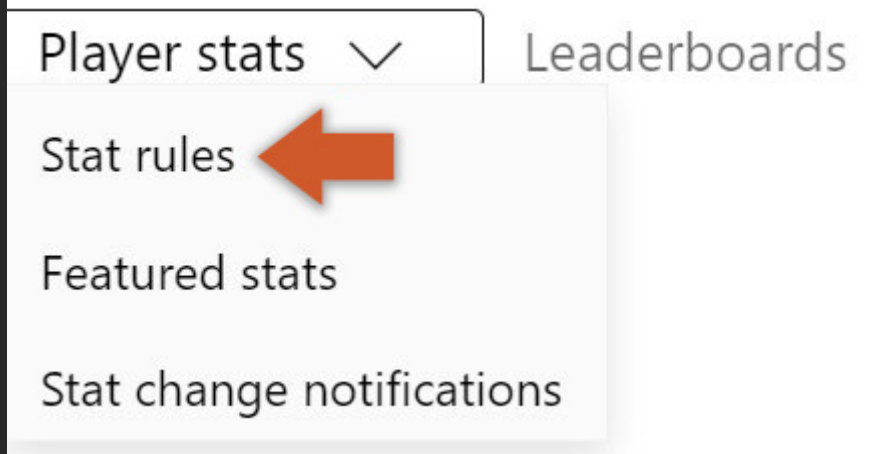 Player stats Leaderboards
Stat rules
Featured stats
Stat change notifications